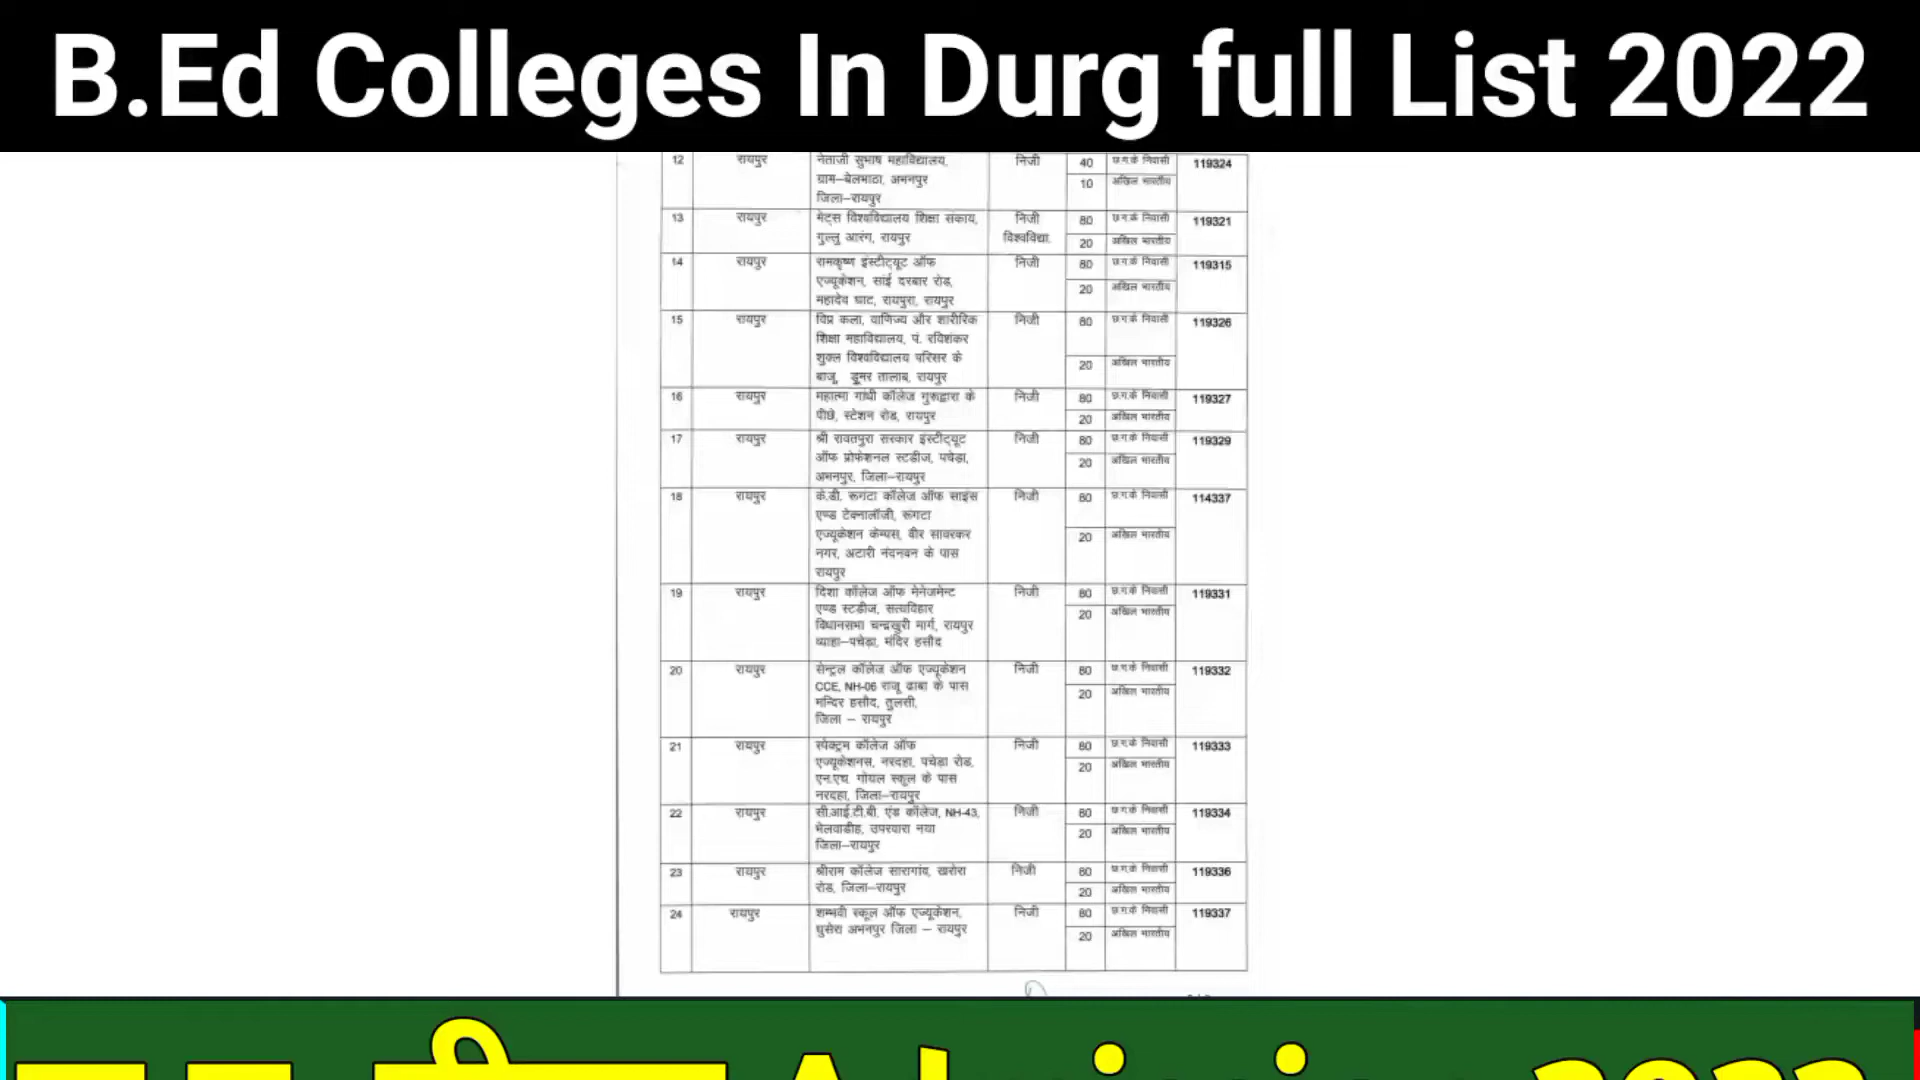 B.Ed Colleges In Durg full List 2022
12 रायपुर नेताजी सुभाष महाविद्यालय, निजी 40 छ.ग.के निवासी 119324
ग्राम–बेलभाठा, अभनपुर 10 अखिल भारतीय
जिला–रायपुर
13 रायपुर मेट्स विश्वविद्यालय शिक्षा संकाय, निजी 80 छ.ग.के निवासी 119321
गुल्लु आरंग, रायपुर विश्वविद्या. 20 अखिल भारतीय
14 रायपुर रामकृष्ण इंस्टीट्यूट ऑफ निजी 80 छ.ग.के निवासी 119315
एज्यूकेशन, सांई दरबार रोड, 20 अखिल भारतीय
महादेव घाट, रायपुरा, रायपुर
15 रायपुर विप्र कला, वाणिज्य और शारीरिक निजी 80 छ.ग.के निवासी 119326
शिक्षा महाविद्यालय, पं. रविशंकर
शुक्ल विश्वविद्यालय परिसर के 20 अखिल भारतीय
बाजू, डूमर तालाब, रायपुर
16 रायपुर महात्मा गांधी कॉलेज गुरुद्वारा के निजी 80 छ.ग.के निवासी 119327
पीछे, स्टेशन रोड, रायपुर 20 अखिल भारतीय
17 रायपुर श्री रावतपुरा सरकार इंस्टीट्यूट निजी 80 छ.ग.के निवासी 119329
ऑफ प्रोफेशनल स्टडीज, पचेड़ा, 20 अखिल भारतीय
अभनपुर, जिला–रायपुर
18 रायपुर के.डी. रूगंटा कॉलेज ऑफ साइंस निजी 80 छ.ग.के निवासी 114337
एण्ड टेक्नालॉजी, रूंगटा
एज्यूकेशन केम्पस, वीर सावरकर 20 अखिल भारतीय
नगर, अटारी नंदनवन के पास
रायपुर
19 रायपुर दिशा कॉलेज ऑफ मेनेजमेन्ट निजी 80 छ.ग.के निवासी 119331
एण्ड स्टडीज, सत्यविहार 20 अखिल भारतीय
विधानसभा चन्द्रखुरी मार्ग, रायपुर
व्याहा–पचेड़ा, मंदिर हसौद
20 रायपुर सेन्ट्रल कॉलेज ऑफ एज्यूकेशन निजी 80 छ.ग.के निवासी 119332
CCE, NH-06 राजू ढाबा के पास 20 अखिल भारतीय
मन्दिर हसौद, तुलसी,
जिला – रायपुर
21 रायपुर स्पेक्ट्रम कॉलेज ऑफ निजी 80 छ.ग.के निवासी 119333
एज्यूकेशनस, नरदहा, पचेड़ा रोड, 20 अखिल भारतीय
एन.एच. गोयल स्कूल के पास
नरदहा, जिला–रायपुर
22 रायपुर सी.आई.टी.बी. एंड कॉलेज, NH-43, निजी 80 छ.ग.के निवासी 119334
भेलवाडीह, उपरवारा नया 20 अखिल भारतीय
जिला–रायपुर
23 रायपुर श्रीराम कॉलेज सारागांव, खरोरा निजी 80 छ.ग.के निवासी 119336
रोड, जिला–रायपुर 20 अखिल भारतीय
24 रायपुर शम्भवी स्कूल ऑफ एज्यूकेशन, निजी 80 छ.ग.के निवासी 119337
घुसेरा अभनपुर जिला – रायपुर 20 अखिल भारतीय